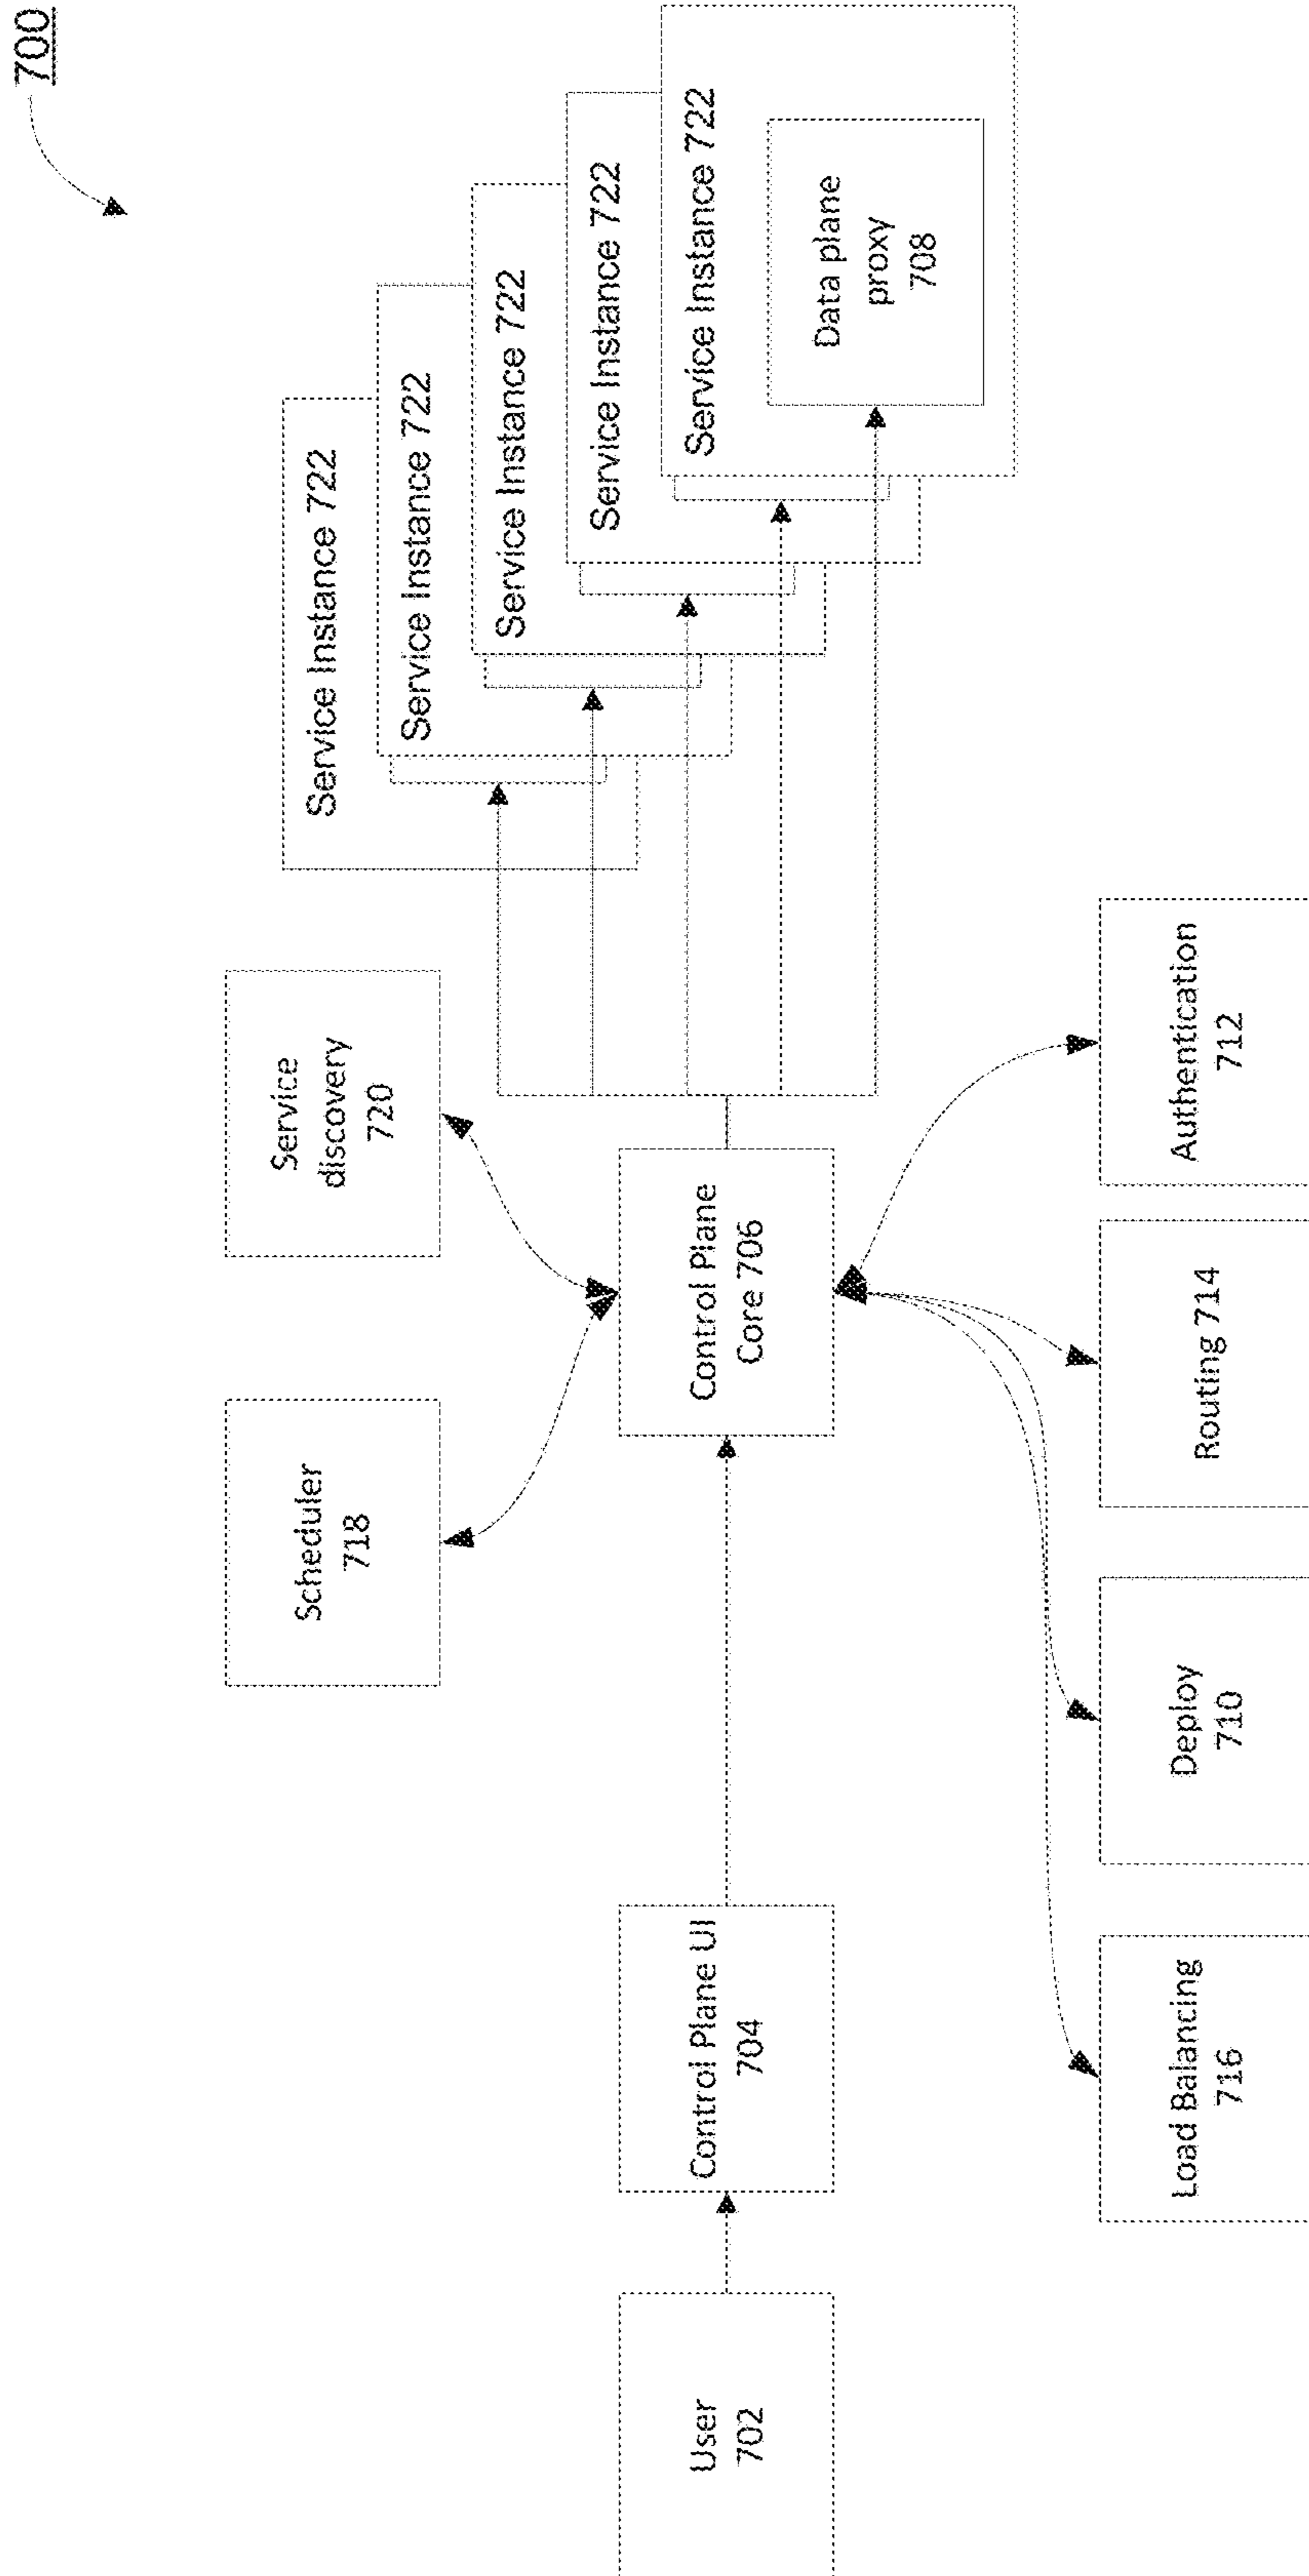 700
Scheduler
718
Service
discovery
720
Service Instance 722
Service Instance 722
Service Instance 722
Service Instance 722
Service Instance 722
Data plane
proxy
708
User
702
Control Plane UI
704
Control Plane
Core 706
Load Balancing
716
Deploy
710
Routing 714
Authentication
712